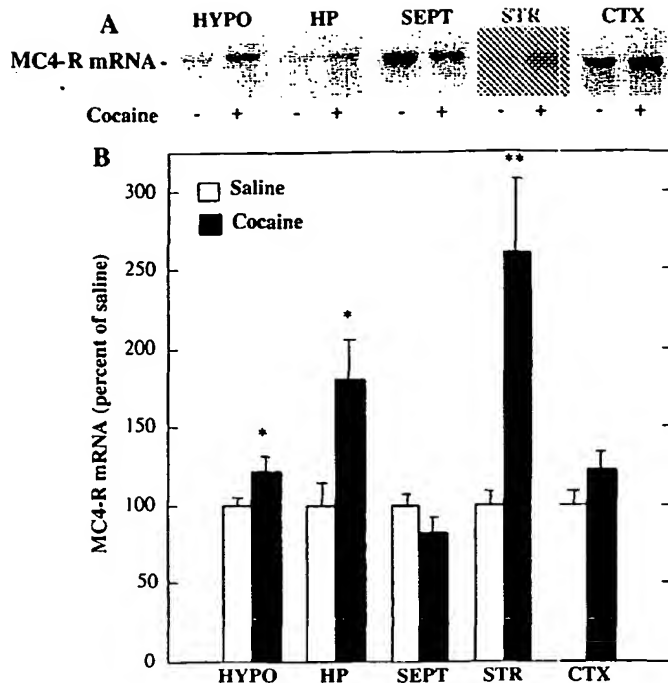 A HYPO HP SEPT STR CTX
MC4-R mRNA -
Cocaine - + - + - + - + - +
B
MC4-R mRNA (percent of saline)
300
250
200
150
100
50
0
Saline
Cocaine
* * **
HYPO HP SEPT STR CTX